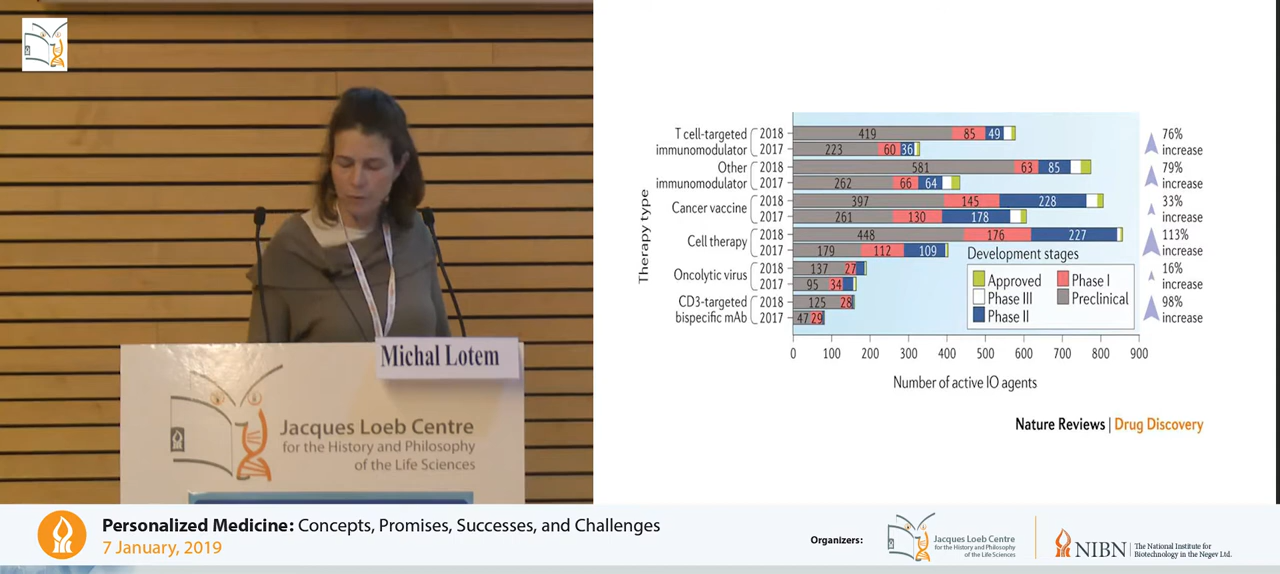 Michal Lotem
Jacques Loeb Centre
for the History and Philosophy
of the Life Sciences
Therapy type
T cell-targeted
immunomodulator
2018
419
85
49
76%
increase
2017
223
60
36
Other
immunomodulator
2018
581
63
85
79%
increase
2017
262
66
64
Cancer vaccine
2018
397
145
228
33%
increase
2017
261
130
178
Cell therapy
2018
448
176
227
113%
increase
2017
179
112
109
Oncolytic virus
2018
137
27
16%
increase
2017
95
34
CD3-targeted
bispecific mAb
2018
125
28
98%
increase
2017
47
29
Development stages
Approved
Phase III
Phase II
Phase I
Preclinical
0 100 200 300 400 500 600 700 800 900
Number of active IO agents
Nature Reviews | Drug Discovery
Personalized Medicine: Concepts, Promises, Successes, and Challenges
7 January, 2019
Organizers:
Jacques Loeb Centre
for the History and Philosophy
of the Life Sciences
NIBN
The National Institute for
Biotechnology in the Negev Ltd.